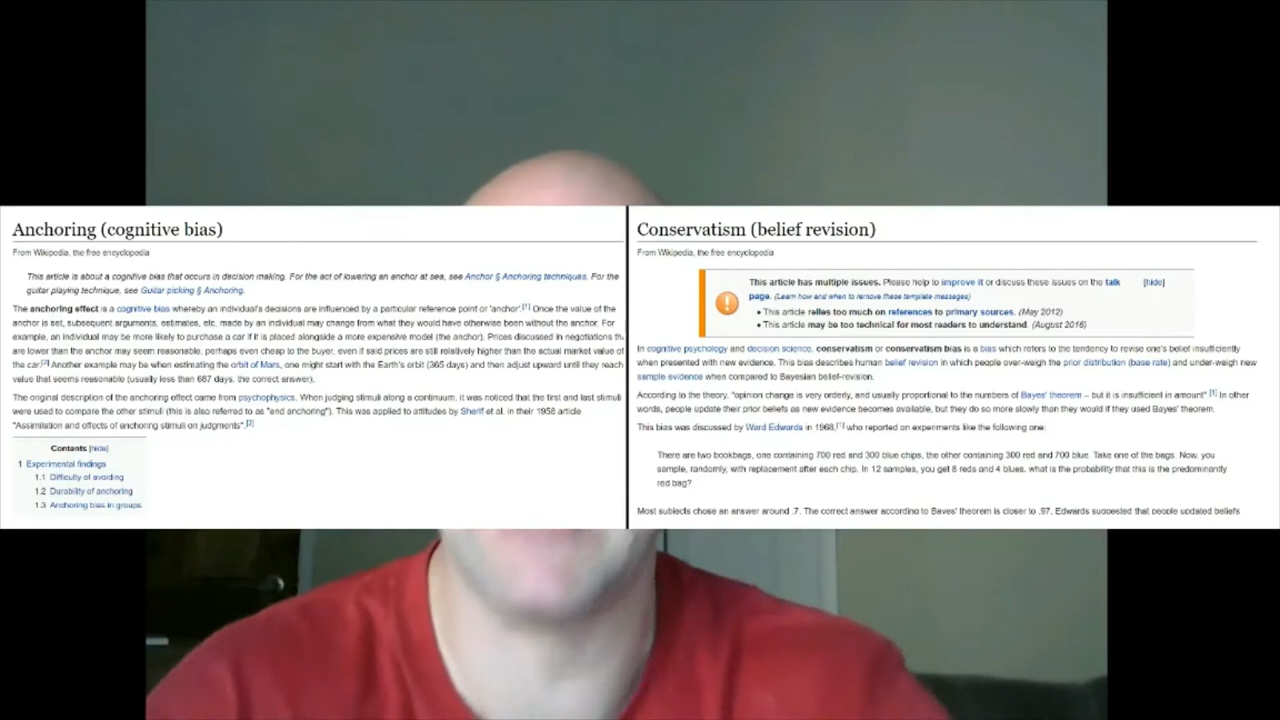 Anchoring (cognitive bias)
From Wikipedia, the free encyclopedia
This article is about a cognitive bias that occurs in decision making. For the act of lowering an anchor at sea, see Anchor § Anchoring techniques. For the
guitar playing technique, see Guitar picking § Anchoring.
The anchoring effect is a cognitive bias whereby an individual's decisions are influenced by a particular reference point or 'anchor'.[1] Once the value of the
anchor is set, subsequent arguments, estimates, etc. made by an individual may change from what they would have otherwise been without the anchor. For
example, an individual may be more likely to purchase a car if it is placed alongside a more expensive model (the anchor). Prices discussed in negotiations th
are lower than the anchor may seem reasonable, perhaps even cheap to the buyer, even if said prices are still relatively higher than the actual market value of
the car.[2] Another example may be when estimating the orbit of Mars, one might start with the Earth's orbit (365 days) and then adjust upward until they reach
value that seems reasonable (usually less than 687 days, the correct answer).
The original description of the anchoring effect came from psychophysics. When judging stimuli along a continuum, it was noticed that the first and last stimuli
were used to compare the other stimuli (this is also referred to as "end anchoring"). This was applied to attitudes by Sherif et al. in their 1958 article
"Assimilation and effects of anchoring stimuli on judgments".[3]
Contents [hide]
1 Experimental findings
1.1 Difficulty of avoiding
1.2 Durability of anchoring
1.3 Anchoring bias in groups
Conservatism (belief revision)
From Wikipedia, the free encyclopedia
This article has multiple issues. Please help to improve it or discuss these issues on the talk [hide]
page. (Learn how and when to remove these template messages)
• This article relies too much on references to primary sources. (May 2012)
• This article may be too technical for most readers to understand. (August 2016)
In cognitive psychology and decision science, conservatism or conservatism bias is a bias which refers to the tendency to revise one's belief insufficiently
when presented with new evidence. This bias describes human belief revision in which people over-weigh the prior distribution (base rate) and under-weigh new
sample evidence when compared to Bayesian belief-revision.
According to the theory, "opinion change is very orderly, and usually proportional to the numbers of Bayes' theorem – but it is insufficient in amount".[1] In other
words, people update their prior beliefs as new evidence becomes available, but they do so more slowly than they would if they used Bayes' theorem.
This bias was discussed by Ward Edwards in 1968,[1] who reported on experiments like the following one:
There are two bookbags, one containing 700 red and 300 blue chips, the other containing 300 red and 700 blue. Take one of the bags. Now, you
sample, randomly, with replacement after each chip. In 12 samples, you get 8 reds and 4 blues. what is the probability that this is the predominantly
red bag?
Most subjects chose an answer around .7. The correct answer according to Bayes' theorem is closer to .97. Edwards suggested that people updated beliefs